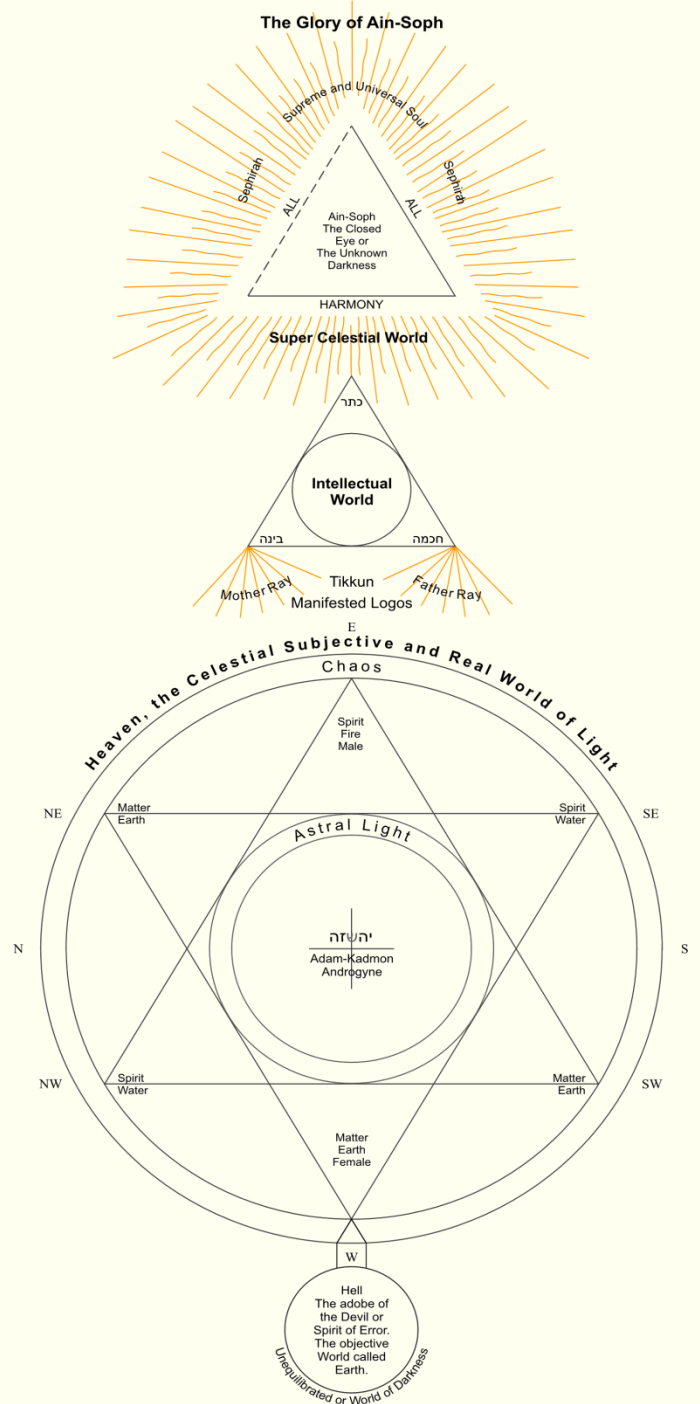 The Glory of Ain-Soph
Supreme and Universal Soul
Sephirah
Sephirah
ALL
ALL
Ain-Soph
The Closed
Eye or
The Unknown
Darkness
HARMONY
Super Celestial World
כתר
Intellectual
World
בינה
חכמה
Mother Ray
Tikkun
Father Ray
Manifested Logos
E
Heaven, the Celestial Subjective and Real World of Light
Chaos
Spirit
Fire
Male
NE
Matter
Earth
Spirit
Water
SE
Astral Light
N
יהשזה
Adam-Kadmon
Androgyne
S
NW
Spirit
Water
Matter
Earth
SW
Matter
Earth
Female
W
Hell
The adobe of
the Devil or
Spirit of Error.
The objective
World called
Earth.
Unequilibrated or World of Darkness